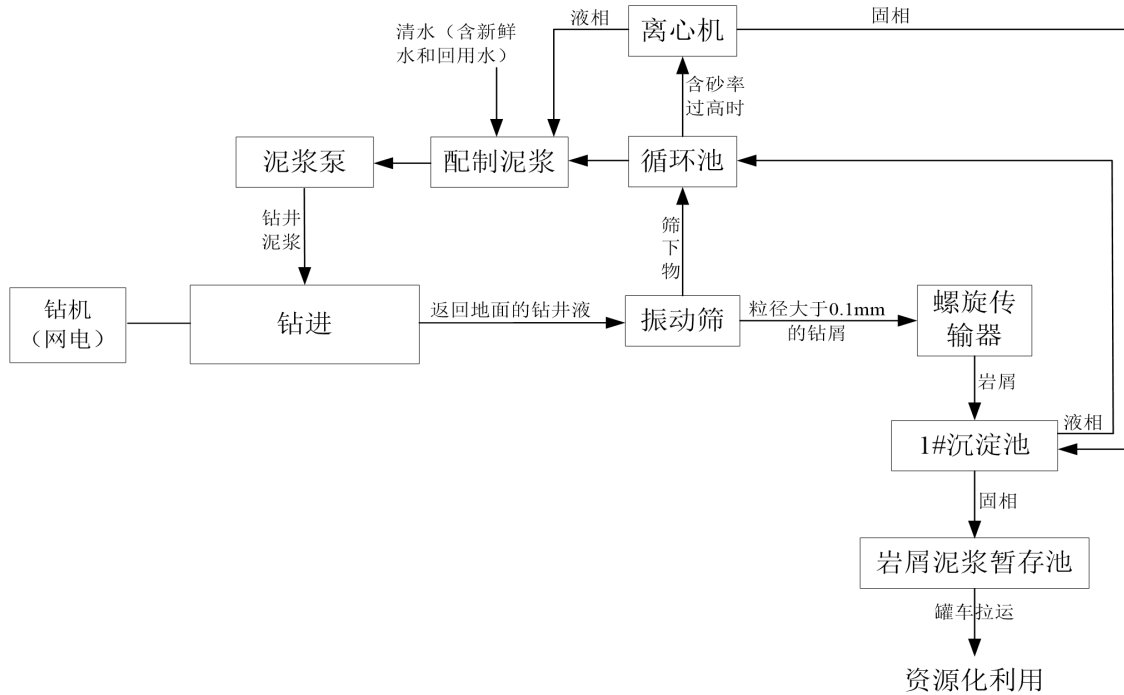 液相
离心机
固相
清水（含新鲜
水和回用水）
含砂率
过高时
泥浆泵
配制泥浆
循环池
钻井
泥浆
筛
下
物
钻机
（网电）
钻进
返回地面的钻井液
振动筛
粒径大于0.1mm
的钻屑
螺旋传
输器
岩屑
液相
1#沉淀池
固相
岩屑泥浆暂存池
罐车拉运
资源化利用